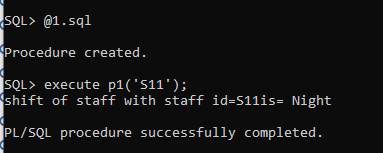 SQL> @1.sql
Procedure created.
SQL> execute p1('S11');
shift of staff with staff id=S11is= Night
PL/SQL procedure successfully completed.